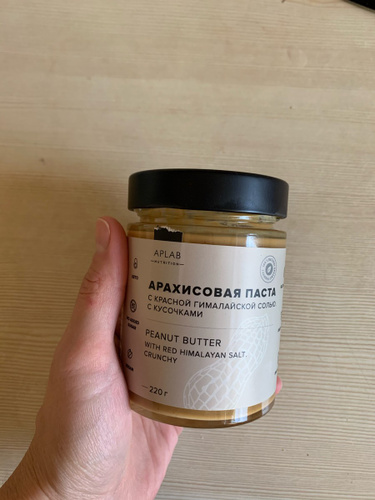 APLAB
NUTRITION
АРАХИСОВАЯ ПАСТА
С КРАСНОЙ ГИМАЛАЙСКОЙ СОЛЬЮ
С КУСОЧКАМИ
PEANUT BUTTER
WITH RED HIMALAYAN SALT
CRUNCHY
220 г